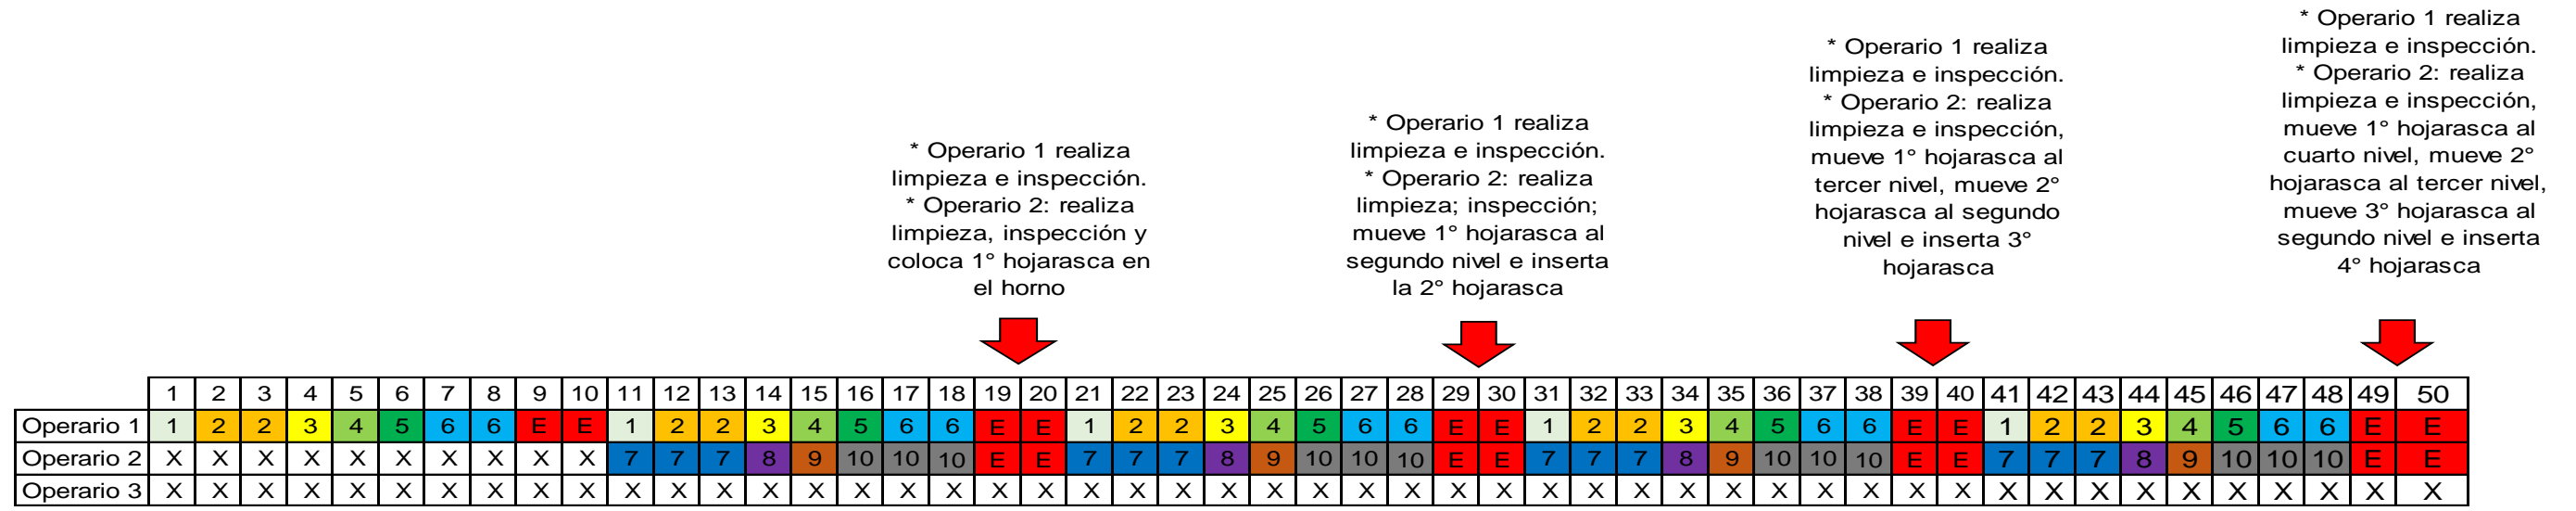 * Operario 1 realiza
limpieza e inspección.
* Operario 2: realiza
limpieza, inspección y
coloca 1° hojarasca en
el horno
* Operario 1 realiza
limpieza e inspección.
* Operario 2: realiza
limpieza; inspección;
mueve 1° hojarasca al
segundo nivel e inserta
la 2° hojarasca
* Operario 1 realiza
limpieza e inspección.
* Operario 2: realiza
limpieza e inspección,
mueve 1° hojarasca al
tercer nivel, mueve 2°
hojarasca al segundo
nivel e inserta 3°
hojarasca
* Operario 1 realiza
limpieza e inspección.
* Operario 2: realiza
limpieza e inspección,
mueve 1° hojarasca al
cuarto nivel, mueve 2°
hojarasca al tercer nivel,
mueve 3° hojarasca al
segundo nivel e inserta
4° hojarasca
1 2 3 4 5 6 7 8 9 10 11 12 13 14 15 16 17 18 19 20 21 22 23 24 25 26 27 28 29 30 31 32 33 34 35 36 37 38 39 40 41 42 43 44 45 46 47 48 49 50
Operario 1 1 2 2 3 4 5 6 6 E E 1 2 2 3 4 5 6 6 E E 1 2 2 3 4 5 6 6 E E 1 2 2 3 4 5 6 6 E E 1 2 2 3 4 5 6 6 E E
Operario 2 X X X X X X X X X X 7 7 7 8 9 10 10 10 E E 7 7 7 8 9 10 10 10 E E 7 7 7 8 9 10 10 10 E E 7 7 7 8 9 10 10 10 E E
Operario 3 X X X X X X X X X X X X X X X X X X X X X X X X X X X X X X X X X X X X X X X X X X X X X X X X X X